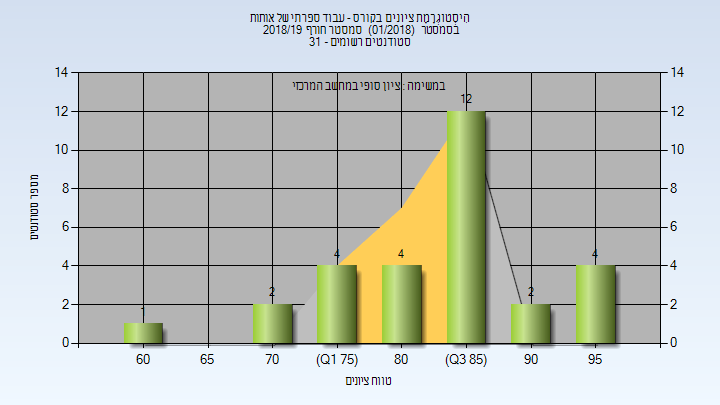 היסטוגרמת ציונים בקורס - עבוד ספרתי של אותות
בסמסטר (01/2018) סמסטר חורף 2018/19
סטודנטים רשומים - 31
במשימה : ציון סופי במחשב המרכזי
מספר סטודנטים
14 14
12 12
10 10
8 8
6 6
4 4
2 2
0 0
1 2 4 4 12 2 4
60 65 70 (Q1 75) 80 (Q3 85) 90 95
טווח ציונים